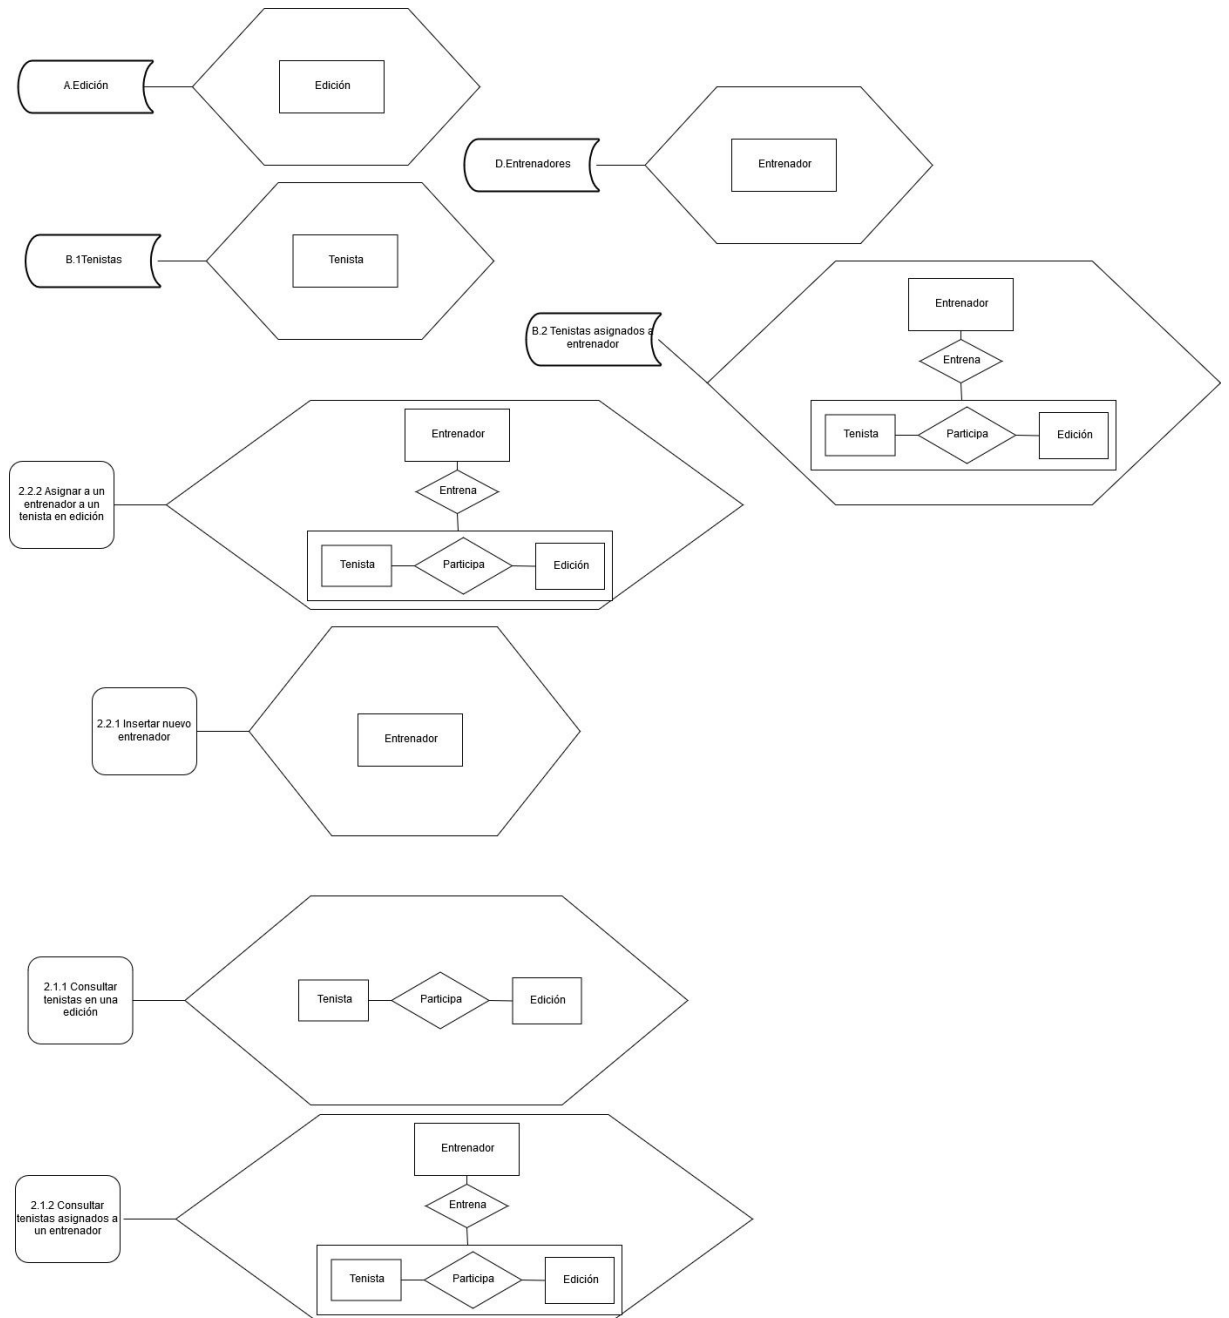 A.Edición
Edición
D.Entrenadores
Entrenador
B.1Tenistas
Tenista
B.2 Tenistas asignados a
entrenador
Entrenador
Entrena
Tenista
Participa
Edición
2.2.2 Asignar a un
entrenador a un
tenista en edición
Entrenador
Entrena
Tenista
Participa
Edición
2.2.1 Insertar nuevo
entrenador
Entrenador
2.1.1 Consultar
tenistas en una
edición
Tenista
Participa
Edición
2.1.2 Consultar
tenistas asignados a
un entrenador
Entrenador
Entrena
Tenista
Participa
Edición